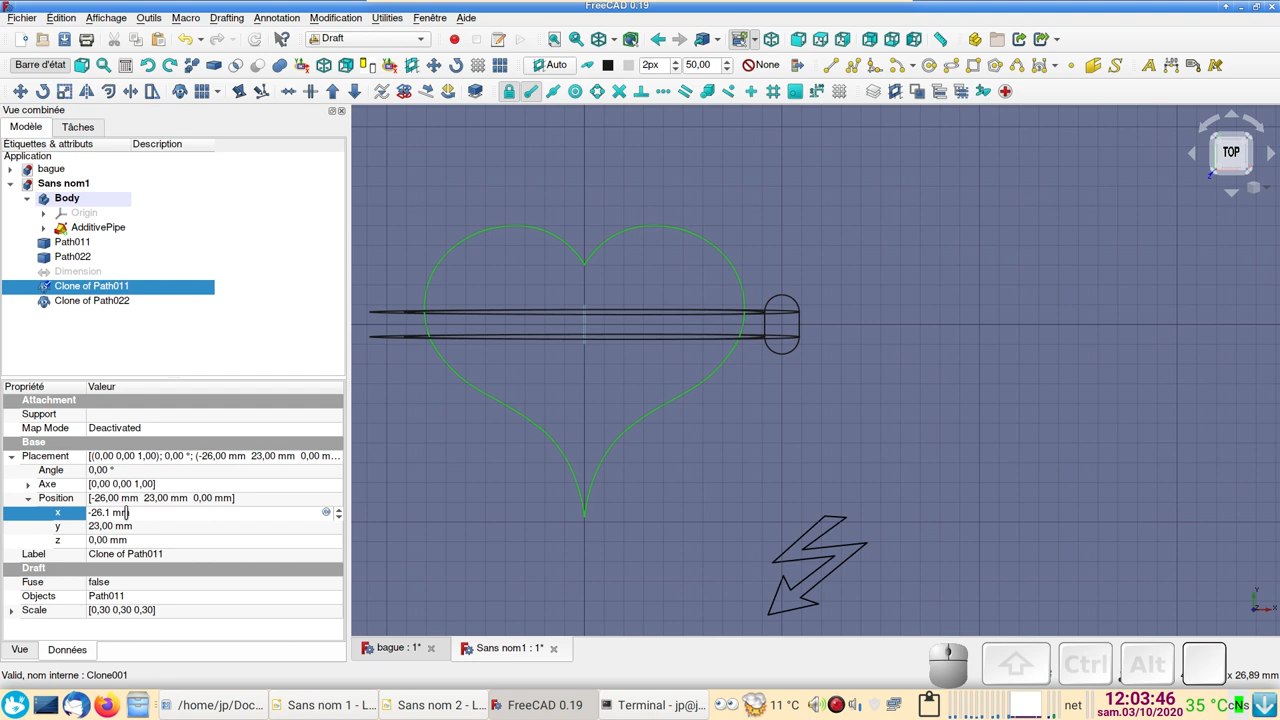 FreeCAD 0.19
Fichier Édition Affichage Outils Macro Drafting Annotation Modification Utilities Fenêtre Aide
Draft
Barre d'état Auto 2px 50,00 None
Vue combinée
Modèle Tâches
Étiquettes & attributs Description
Application
bague
Sans nom1
Body
Origin
AdditivePipe
Path011
Path022
Dimension
Clone of Path011
Clone of Path022
TOP
Propriété Valeur
Attachment
Support
Map Mode Deactivated
Base
Placement [(0,00 0,00 1,00); 0,00 °; (-26,00 mm 23,00 mm 0,00 m...
Angle 0,00 °
Axe [0,00 0,00 1,00]
Position [-26,00 mm 23,00 mm 0,00 mm]
x -26.1 mm
y 23,00 mm
z 0,00 mm
Label Clone of Path011
Draft
Fuse false
Objects Path011
Scale [0,30 0,30 0,30]
Y
Z X
Vue Données
bague : 1* Sans nom1 : 1*
Ctrl Alt
Valid, nom interne : Clone001
x 26,89 mm
/home/jp/Doc... Sans nom 1 - L... Sans nom 2 - L... FreeCAD 0.19 Terminal - jp@j...
11 °C
net
12:03:46
sam.03/10/2020
35 °C